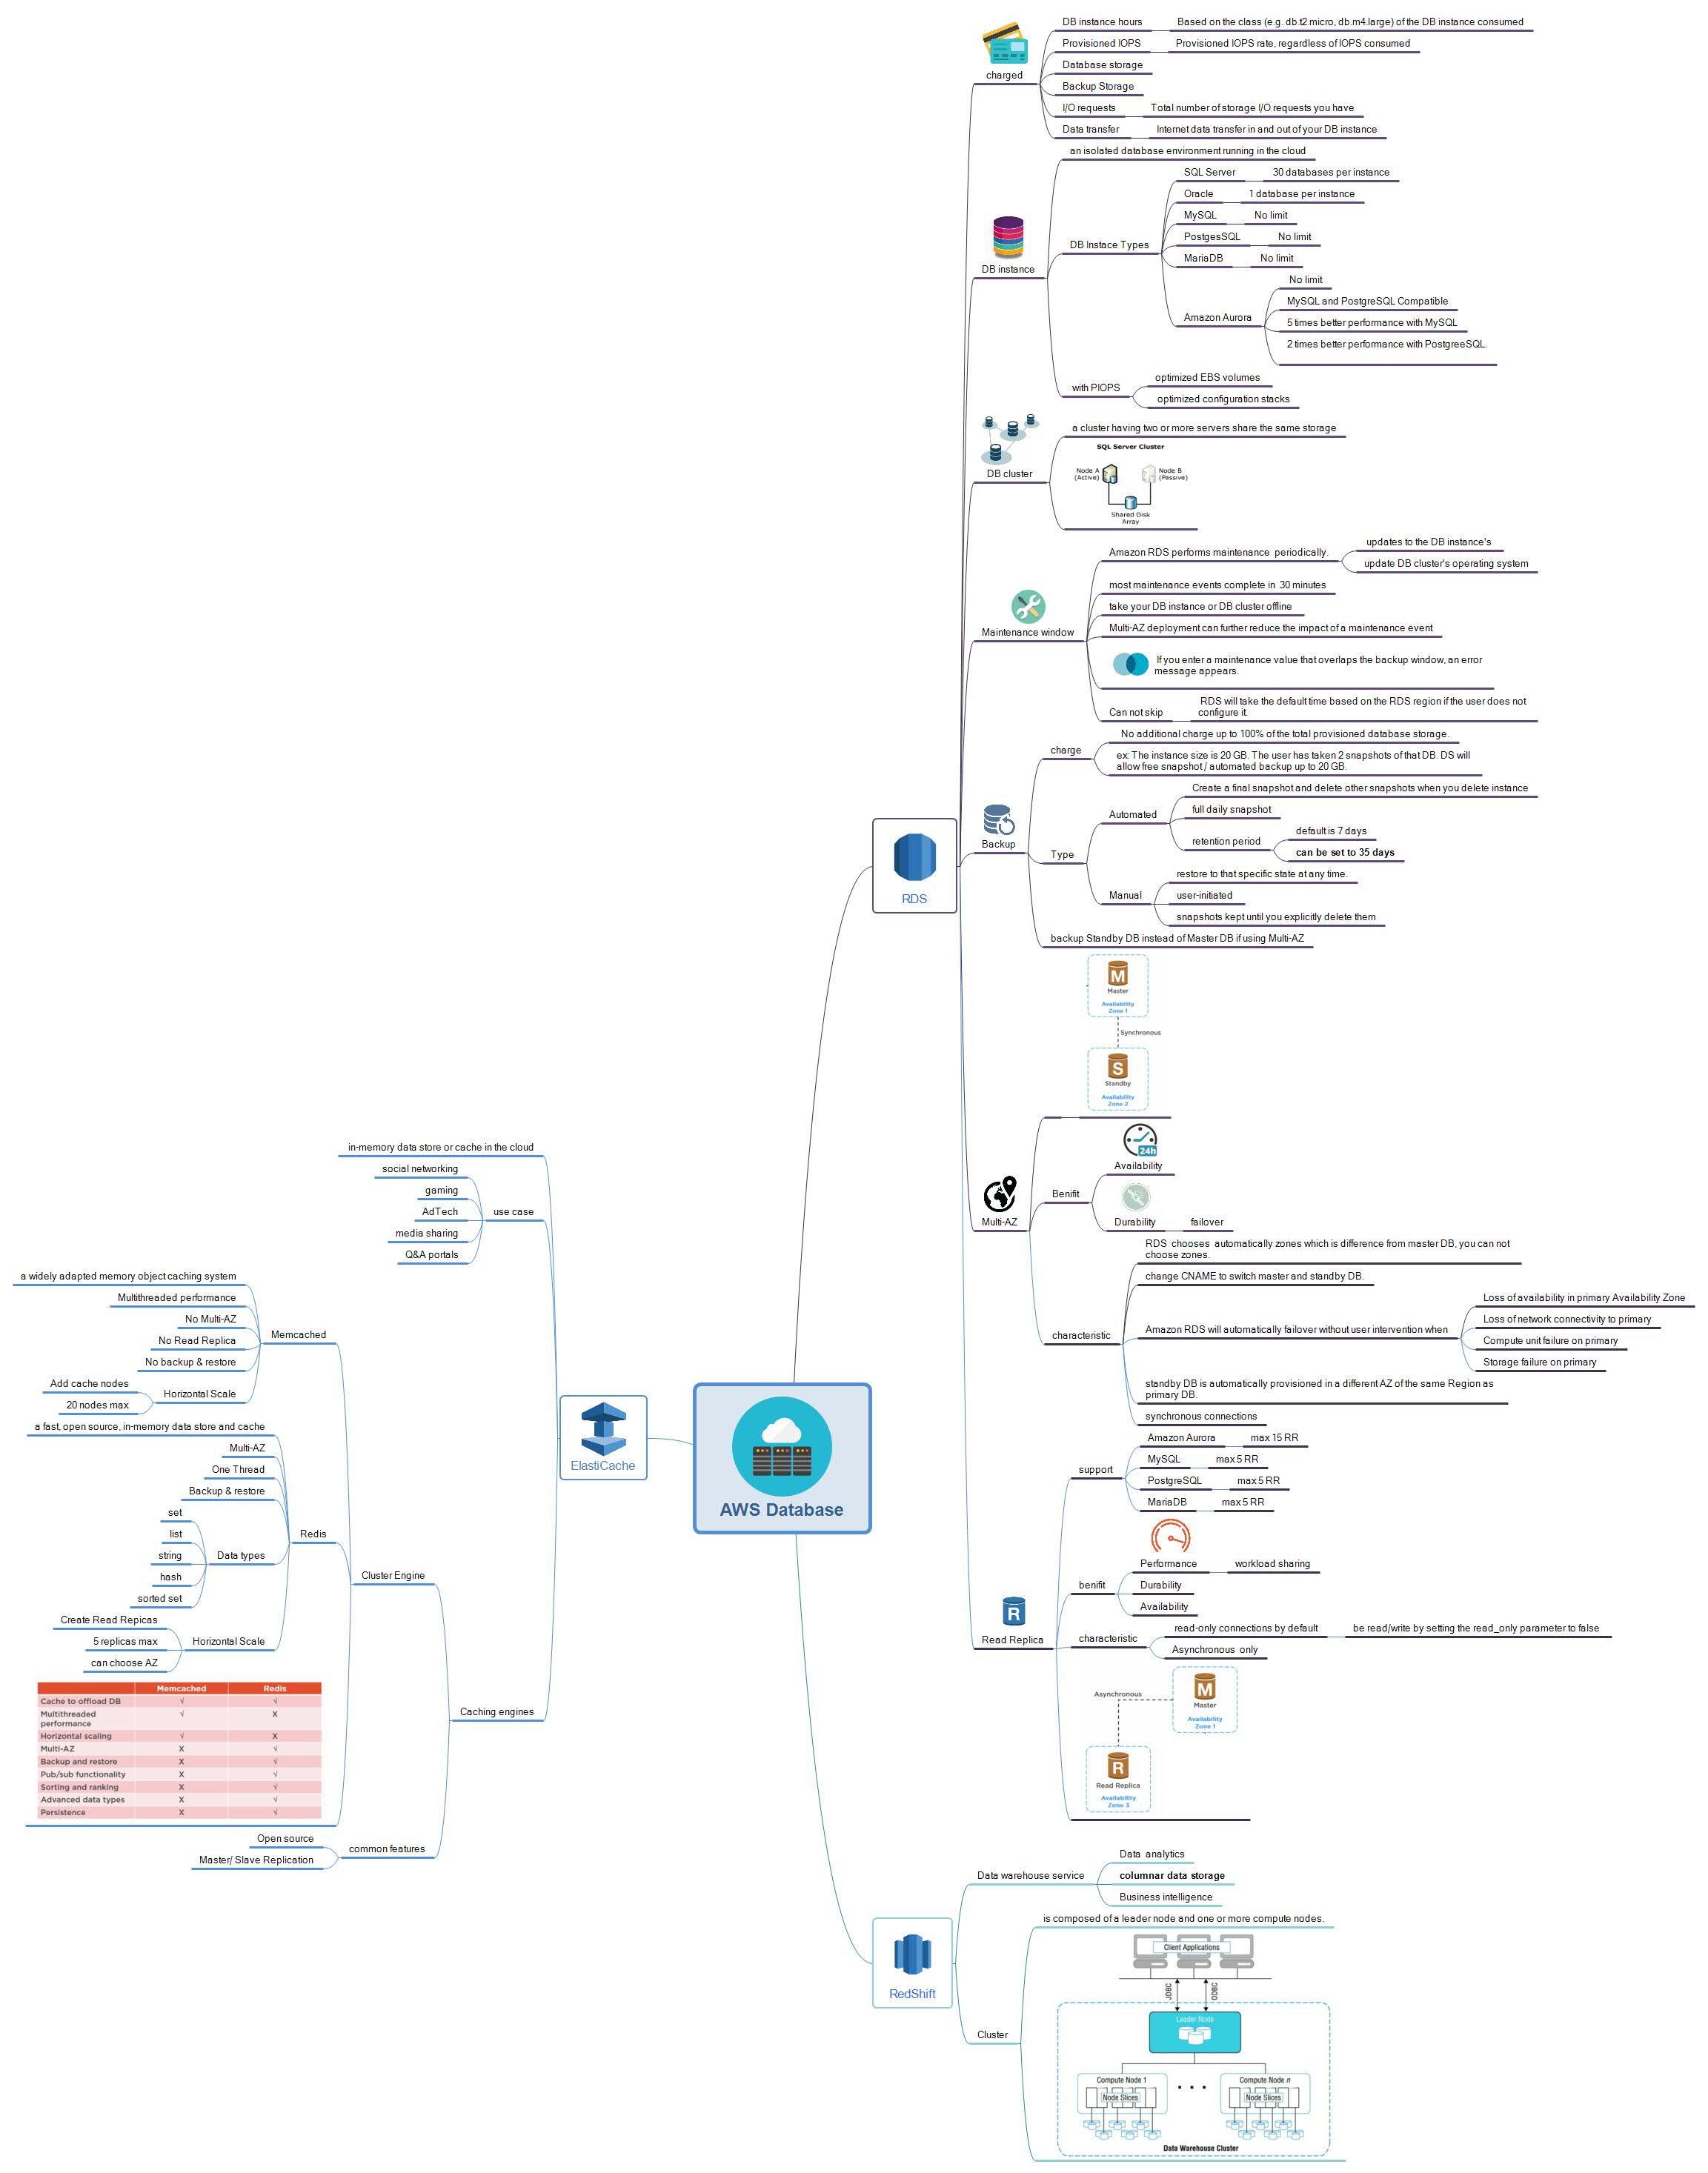 DB instance hours
Based on the class (e.g. db.t2.micro, db.m4.large) of the DB instance consumed
Provisioned IOPS
Provisioned IOPS rate, regardless of IOPS consumed
Database storage
charged
Backup Storage
I/O requests
Total number of storage I/O requests you have
Data transfer
Internet data transfer in and out of your DB instance
an isolated database environment running in the cloud
SQL Server
30 databases per instance
Oracle
1 database per instance
MySQL
No limit
PostgesSQL
No limit
DB Instace Types
MariaDB
No limit
DB instance
No limit
MySQL and PostgreSQL Compatible
Amazon Aurora
5 times better performance with MySQL
2 times better performance with PostgreeSQL.
with PIOPS
optimized EBS volumes
optimized configuration stacks
a cluster having two or more servers share the same storage
SQL Server Cluster
DB cluster
Node A
(Active)
Node B
(Passive)
Shared Disk
Array
Amazon RDS performs maintenance  periodically.
updates to the DB instance's
update DB cluster's operating system
most maintenance events complete in  30 minutes
take your DB instance or DB cluster offline
Maintenance window
Multi-AZ deployment can further reduce the impact of a maintenance event
If you enter a maintenance value that overlaps the backup window, an error
message appears.
Can not skip
RDS will take the default time based on the RDS region if the user does not
configure it.
charge
No additional charge up to 100% of the total provisioned database storage.
ex: The instance size is 20 GB. The user has taken 2 snapshots of that DB. DS will
allow free snapshot / automated backup up to 20 GB.
Backup
Type
Automated
Create a final snapshot and delete other snapshots when you delete instance
full daily snapshot
retention period
default is 7 days
can be set to 35 days
Manual
restore to that specific state at any time.
user-initiated
snapshots kept until you explicitly delete them
backup Standby DB instead of Master DB if using Multi-AZ
RDS
M
Master
Availability
Zone 1
Synchronous
S
Standby
Availability
Zone 2
24h
Availability
Benifit
Durability
failover
Multi-AZ
RDS  chooses  automatically zones which is difference from master DB, you can not
choose zones.
change CNAME to switch master and standby DB.
characteristic
Amazon RDS will automatically failover without user intervention when
Loss of availability in primary Availability Zone
Loss of network connectivity to primary
Compute unit failure on primary
Storage failure on primary
standby DB is automatically provisioned in a different AZ of the same Region as
primary DB.
synchronous connections
support
Amazon Aurora
max 15 RR
MySQL
max 5 RR
PostgreSQL
max 5 RR
MariaDB
max 5 RR
benifit
Performance
workload sharing
Durability
Availability
R
Read Replica
characteristic
read-only connections by default
be read/write by setting the read_only parameter to false
Asynchronous  only
Asynchronous
M
Master
Availability
Zone 1
R
Read Replica
Availability
Zone 3
in-memory data store or cache in the cloud
social networking
gaming
use case
AdTech
media sharing
Q&A portals
a widely adapted memory object caching system
Multithreaded performance
No Multi-AZ
Memcached
No Read Replica
No backup & restore
Add cache nodes
Horizontal Scale
20 nodes max
a fast, open source, in-memory data store and cache
Multi-AZ
One Thread
Backup & restore
Redis
set
list
string
Data types
hash
sorted set
Create Read Repicas
5 replicas max
Horizontal Scale
can choose AZ
Cluster Engine
ElastiCache
AWS Database
Memcached Redis
Cache to offload DB √ √
Multithreaded
performance √ X
Horizontal scaling √ X
Multi-AZ X √
Backup and restore X √
Pub/sub functionality X √
Sorting and ranking X √
Advanced data types X √
Persistence X √
Caching engines
Open source
common features
Master/ Slave Replication
Data warehouse service
Data  analytics
columnar data storage
Business intelligence
RedShift
is composed of a leader node and one or more compute nodes.
Cluster
Client Applications
JDBC
ODBC
Leader Node
Compute Node 1
Node Slices
. . .
Compute Node n
Node Slices
Data Warehouse Cluster